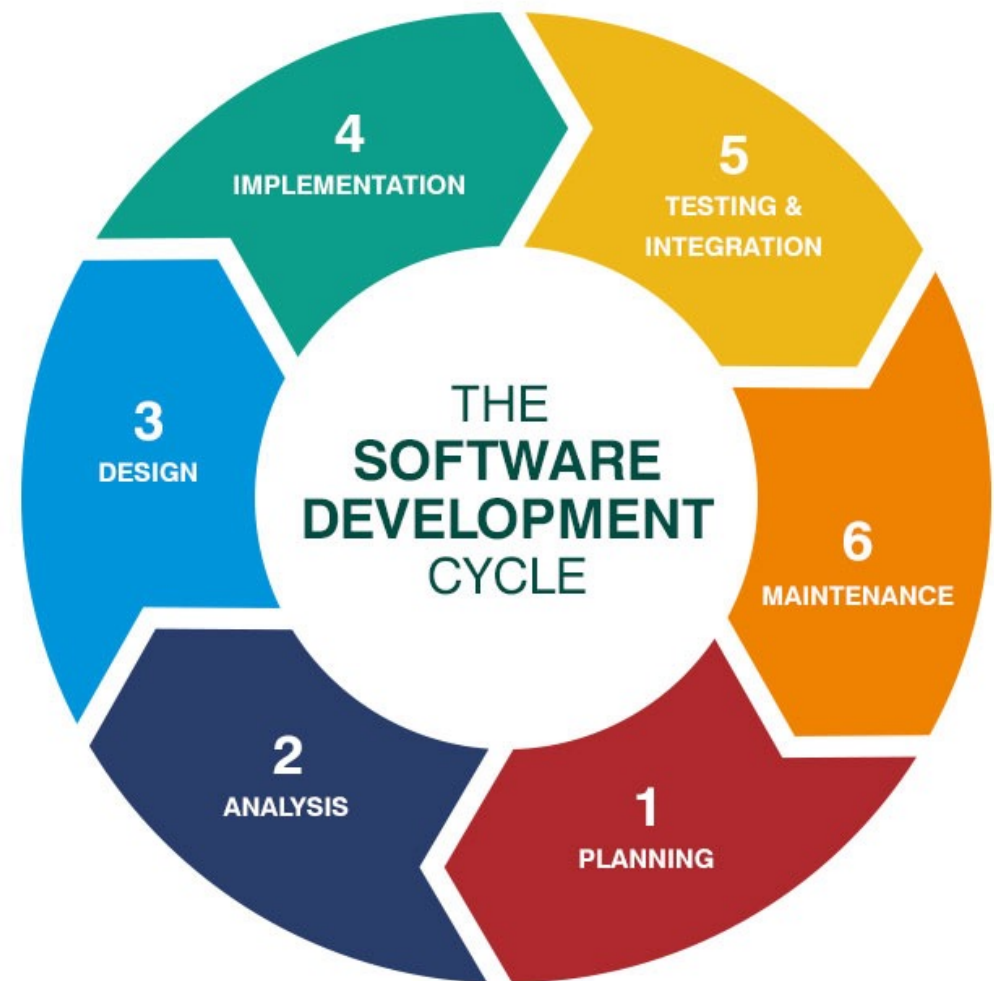 THE
SOFTWARE
DEVELOPMENT
CYCLE
1
PLANNING
2
ANALYSIS
3
DESIGN
4
IMPLEMENTATION
5
TESTING &
INTEGRATION
6
MAINTENANCE